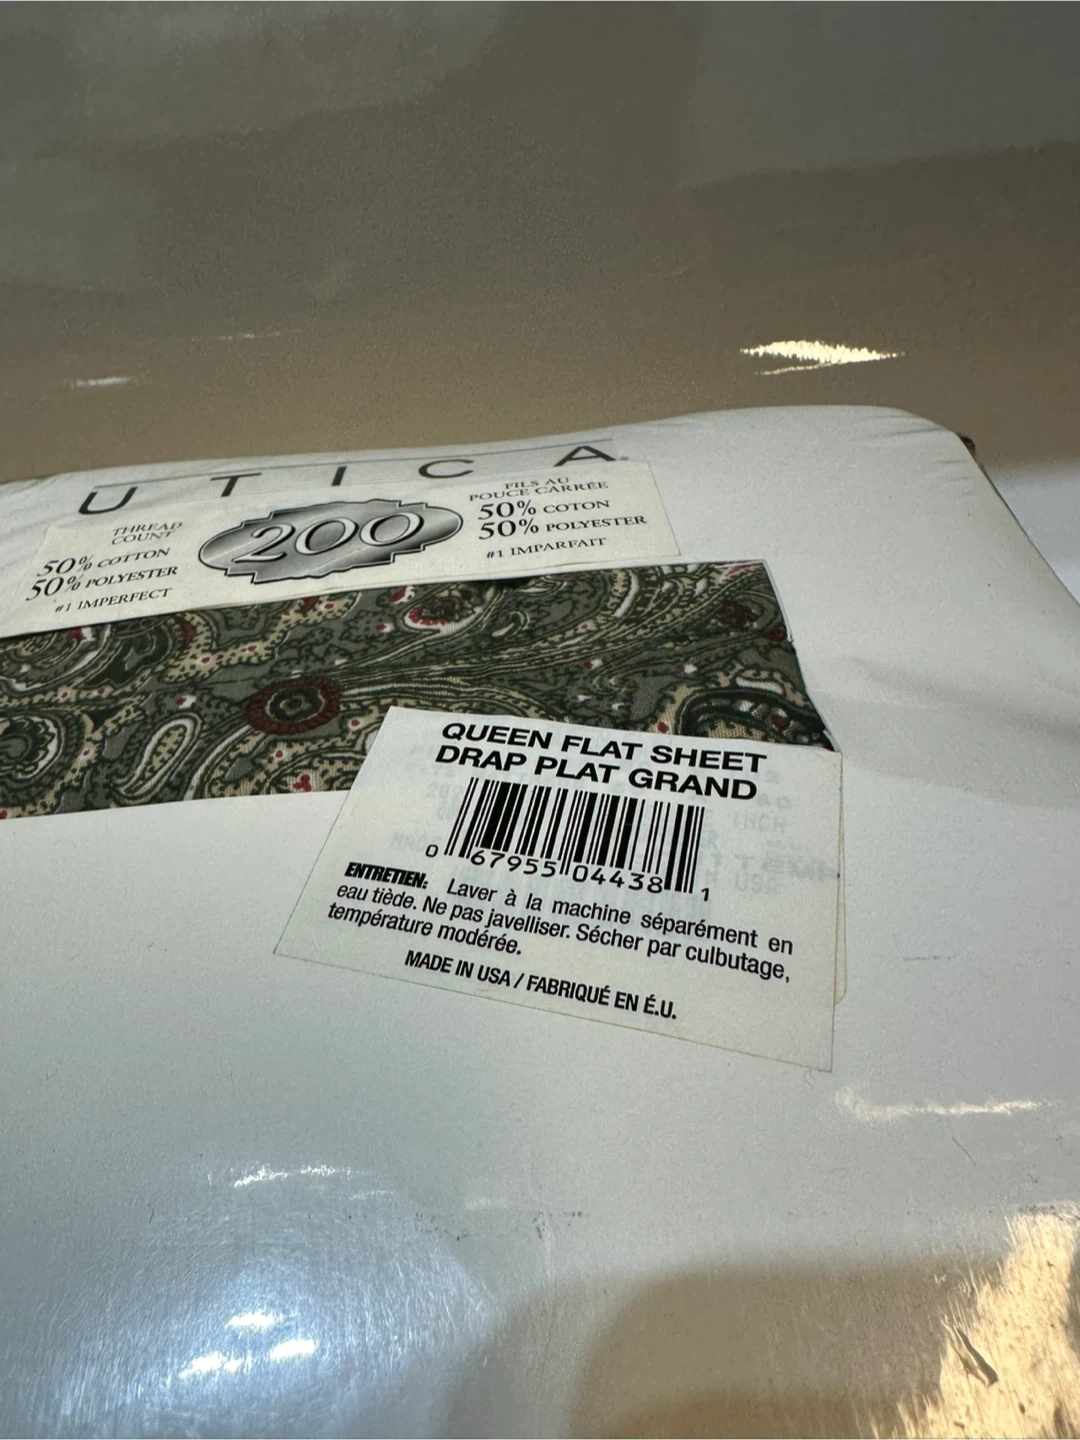 UTICA
THREAD
COUNT
50% COTTON
50% POLYESTER
#1 IMPERFECT
200
FILS AU
POUCE CARRÉE
50% COTON
50% POLYESTER
#1 IMPARFAIT
QUEEN FLAT SHEET
DRAP PLAT GRAND
0 67955 04438 1
ENTRETIEN: Laver à la machine séparément en
eau tiède. Ne pas javelliser. Sécher par culbutage,
température modérée.
MADE IN USA / FABRIQUÉ EN É.U.
INCH
USA